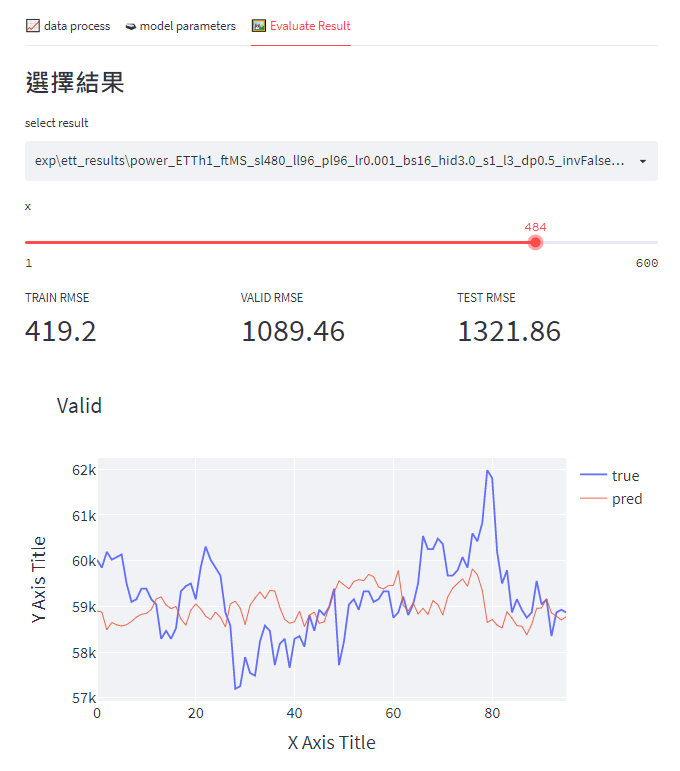 data process model parameters Evaluate Result
選擇結果
select result
exp\ett_results\power_ETTh1_ftMS_sl480_ll96_pl96_lr0.001_bs16_hid3.0_s1_l3_dp0.5_invFalse...
x
484
1 600
TRAIN RMSE VALID RMSE TEST RMSE
419.2 1089.46 1321.86
Valid
62k
61k
60k
59k
58k
57k
Y Axis Title
0 20 40 60 80
X Axis Title
true
pred